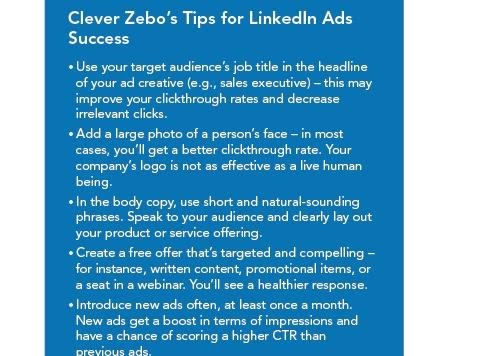 Clever Zebo’s Tips for LinkedIn Ads
Success
• Use your target audience’s job title in the headline
of your ad creative (e.g., sales executive) – this may
improve your clickthrough rates and decrease
irrelevant clicks.
• Add a large photo of a person’s face – in most
cases, you’ll get a better clickthrough rate. Your
company’s logo is not as effective as a live human
being.
• In the body copy, use short and natural-sounding
phrases. Speak to your audience and clearly lay out
your product or service offering.
• Create a free offer that’s targeted and compelling –
for instance, written content, promotional items, or
a seat in a webinar. You’ll see a healthier response.
• Introduce new ads often, at least once a month.
New ads get a boost in terms of impressions and
have a chance of scoring a higher CTR than
previous ads.